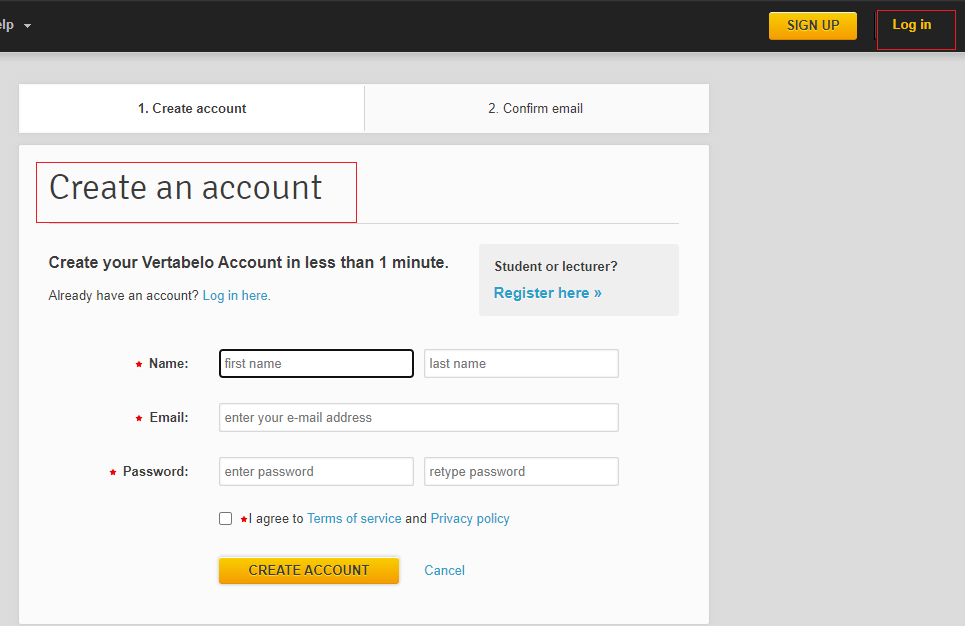 elp
SIGN UP
Log in
1. Create account
2. Confirm email
Create an account
Create your Vertabelo Account in less than 1 minute.
Already have an account? Log in here.
Student or lecturer?
Register here »
* Name:
first name
last name
* Email:
enter your e-mail address
* Password:
enter password
retype password
*I agree to Terms of service and Privacy policy
CREATE ACCOUNT
Cancel